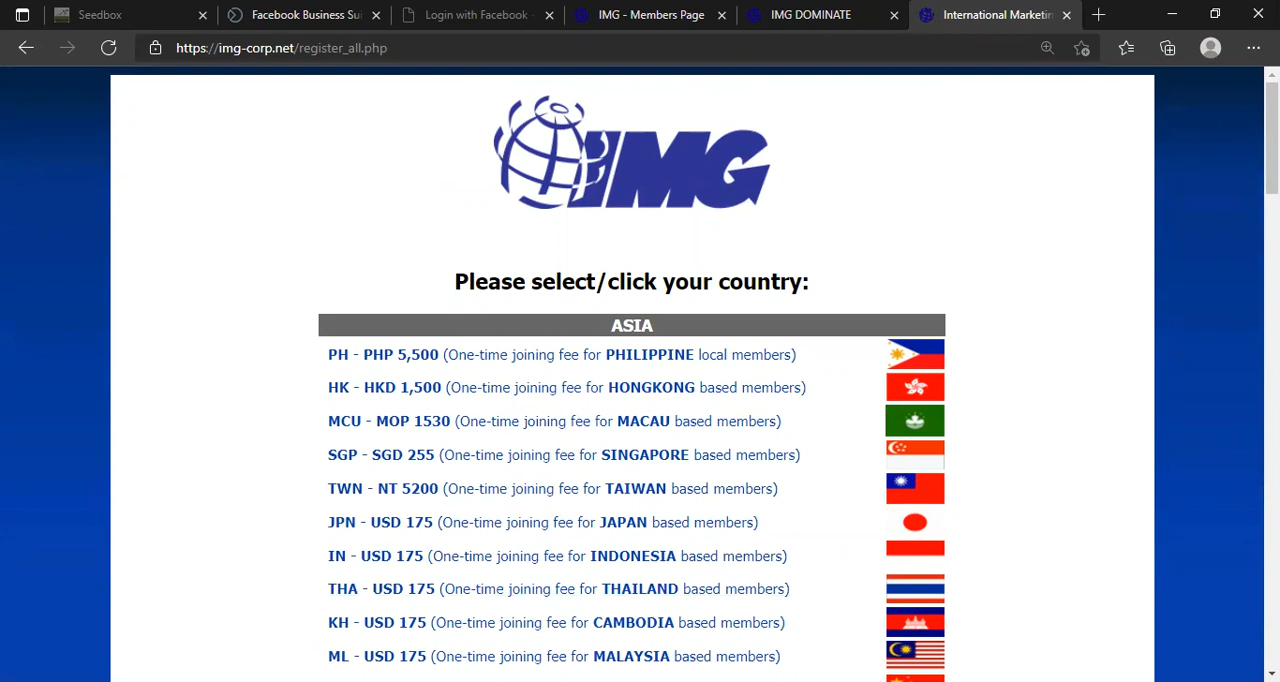 Seedbox
Facebook Business Sui
Login with Facebook -
IMG - Members Page
IMG DOMINATE
International Marketin
https://img-corp.net/register_all.php
IMG
Please select/click your country:
ASIA
PH - PHP 5,500 (One-time joining fee for PHILIPPINE local members)
HK - HKD 1,500 (One-time joining fee for HONGKONG based members)
MCU - MOP 1530 (One-time joining fee for MACAU based members)
SGP - SGD 255 (One-time joining fee for SINGAPORE based members)
TWN - NT 5200 (One-time joining fee for TAIWAN based members)
JPN - USD 175 (One-time joining fee for JAPAN based members)
IN - USD 175 (One-time joining fee for INDONESIA based members)
THA - USD 175 (One-time joining fee for THAILAND based members)
KH - USD 175 (One-time joining fee for CAMBODIA based members)
ML - USD 175 (One-time joining fee for MALAYSIA based members)